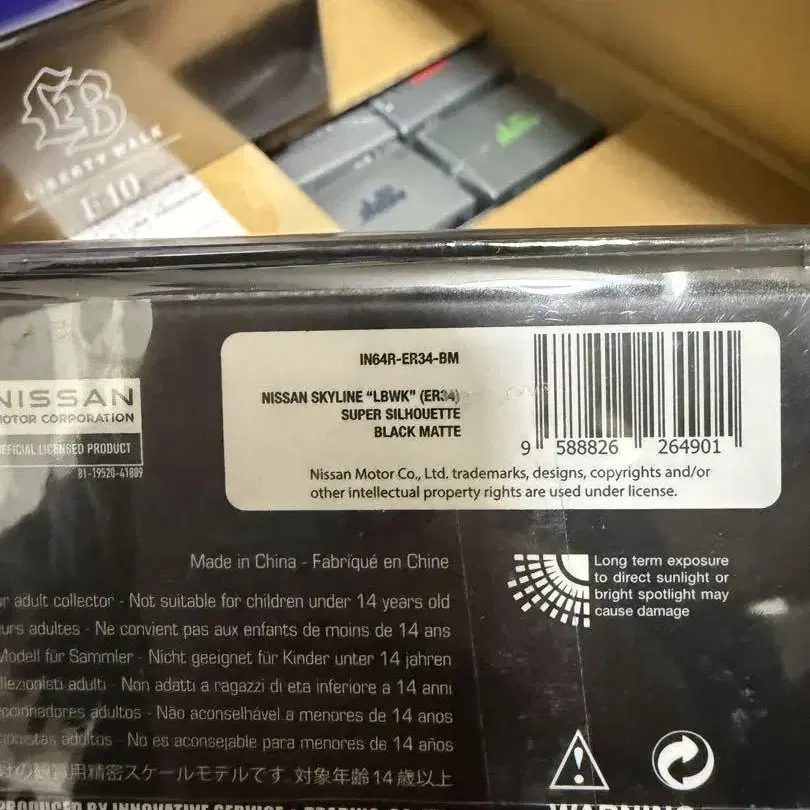 LB
LIBERTY WALK
NISSAN
MOTOR CORPORATION
OFFICIAL LICENSED PRODUCT
81-19520-41809
IN64R-ER34-BM
NISSAN SKYLINE "LBWK" (ER34)
SUPER SILHOUETTE
BLACK MATTE
9 588826 264901
Nissan Motor Co., Ltd. trademarks, designs, copyrights and/or
other intellectual property rights are used under license.
Made in China - Fabriqué en Chine
Long term exposure
to direct sunlight or
bright spotlight may
cause damage
adult collector - Not suitable for children under 14 years old
adultes - Ne convient pas aux enfants de moins de 14 ans
Modell für Sammler - Nicht geeignet für Kinder unter 14 jahren
adulti - Non adatti a ragazzi di eta inferiore a 14 anni
adultos - Não aconselhável a menores de 14 anos
adultos - No es aconsejable para menores de 14 años
精密スケールモデルです 対象年齢14歳以上
PRODUCED BY INNOVATIVE SERVICE
WARNING